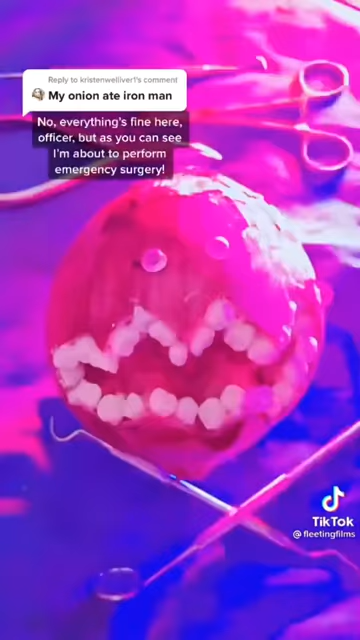 Reply to kristenwelliver1's comment
My onion ate iron man
No, everything's fine here,
officer, but as you can see
I'm about to perform
emergency surgery!
TikTok
@fleetingfilms